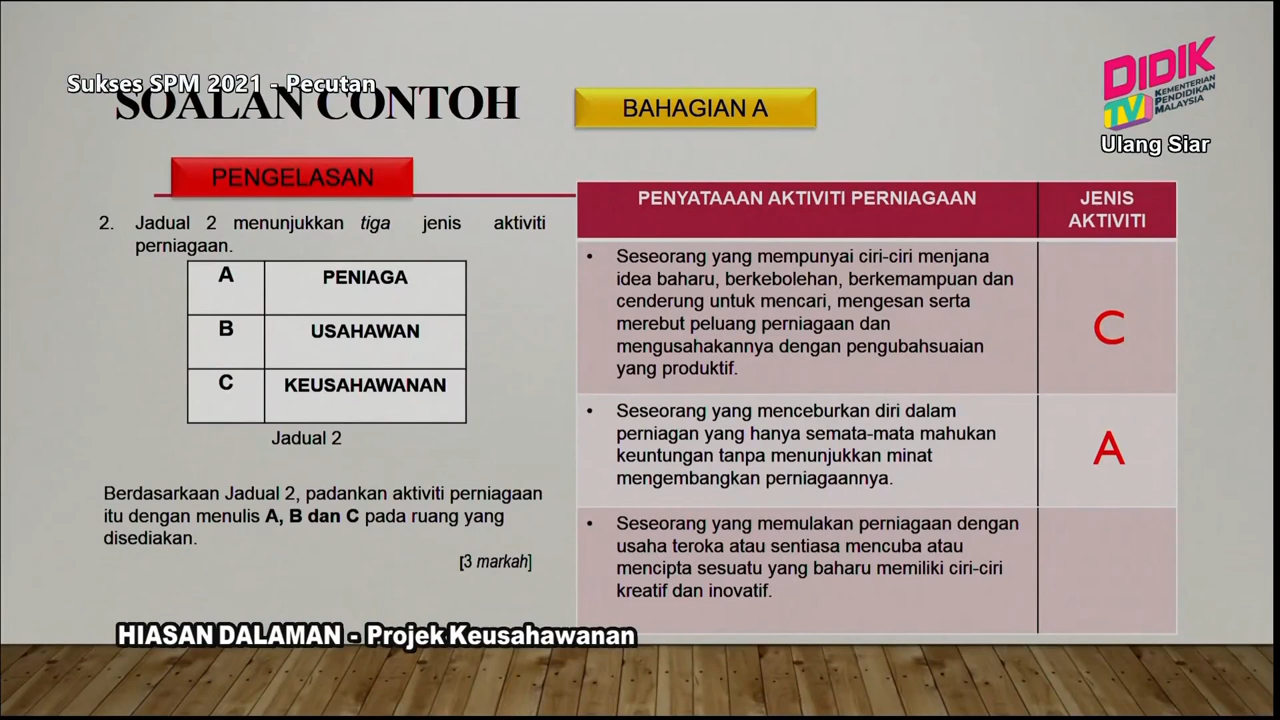 Sukses SPM 2021 - Pecutan
SOALAN CONTOH
BAHAGIAN A
DIDIK
TV
KEMENTERIAN
PENDIDIKAN
MALAYSIA
Ulang Siar
PENGELASAN
2. Jadual 2 menunjukkan tiga jenis aktiviti
perniagaan.
A PENIAGA
B USAHAWAN
C KEUSAHAWANAN
Jadual 2
Berdasarkaan Jadual 2, padankan aktiviti perniagaan
itu dengan menulis A, B dan C pada ruang yang
disediakan.
[3 markah]
PENYATAAAN AKTIVITI PERNIAGAAN
JENIS
AKTIVITI
• Seseorang yang mempunyai ciri-ciri menjana
idea baharu, berkebolehan, berkemampuan dan
cenderung untuk mencari, mengesan serta
merebut peluang perniagaan dan
mengusahakannya dengan pengubahsuaian
yang produktif.
C
• Seseorang yang menceburkan diri dalam
perniagan yang hanya semata-mata mahukan
keuntungan tanpa menunjukkan minat
mengembangkan perniagaannya.
A
• Seseorang yang memulakan perniagaan dengan
usaha teroka atau sentiasa mencuba atau
mencipta sesuatu yang baharu memiliki ciri-ciri
kreatif dan inovatif.
HIASAN DALAMAN - Projek Keusahawanan